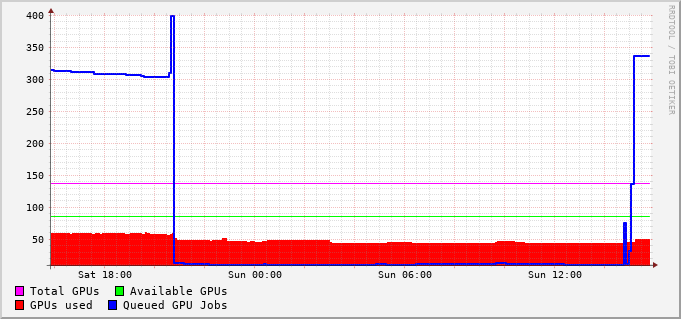 400
350
300
250
200
150
100
50
Sat 18:00 Sun 00:00 Sun 06:00 Sun 12:00
Total GPUs Available GPUs
GPUs used Queued GPU Jobs
RRDTOOL / TOBI OETIKER